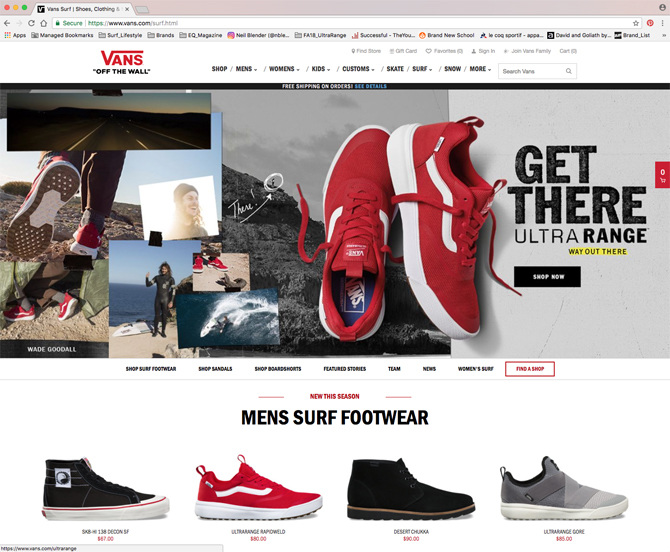 Vans Surf | Shoes, Clothing &
Secure https://www.vans.com/surf.html
Apps Managed Bookmarks Surf_Lifestyle Brands EQ_Magazine Neil Blender (@nble... FA18_UltraRange Successful - TheYou... Brand New School le coq sportif - appa... David and Goliath by... Brand_List
Find Store Gift Card Favorites (0) Sign in Join Vans Family Cart (0)
VANS
"OFF THE WALL"
SHOP / MENS / WOMENS / KIDS / CUSTOMS / SKATE / SURF / SNOW / MORE
Search Vans
FREE SHIPPING ON ORDERS! SEE DETAILS
There!
GET
THERE
ULTRARANGE
WAY OUT THERE
SHOP NOW
0
VANS
WADE GOODALL
SHOP SURF FOOTWEAR SHOP SANDALS SHOP BOARDSHORTS FEATURED STORIES TEAM NEWS WOMEN'S SURF FIND A SHOP
NEW THIS SEASON
MENS SURF FOOTWEAR
SK8-HI 138 DECON SF ULTRARANGE RAPIDWELD DESERT CHUKKA ULTRARANGE GORE
$67.00 $80.00 $90.00 $85.00
https://www.vans.com/ultrarange